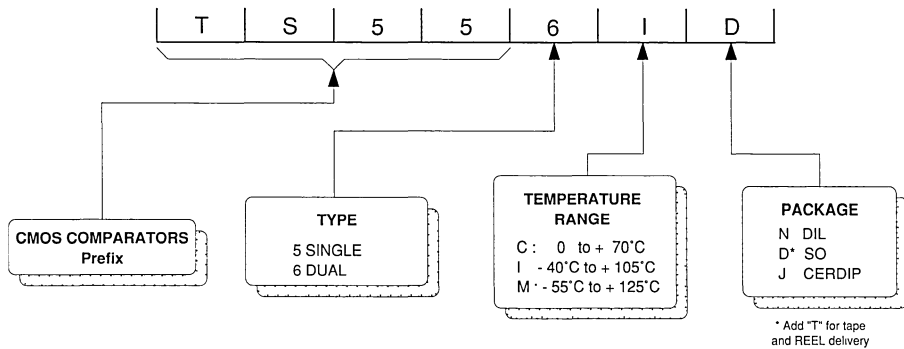 T S 5 5 6 I D
CMOS COMPARATORS
Prefix
TYPE
5 SINGLE
6 DUAL
TEMPERATURE
RANGE
C : 0 to + 70°C
I - 40°C to + 105°C
M · - 55°C to + 125°C
PACKAGE
N DIL
D* SO
J CERDIP
* Add "T" for tape
and REEL delivery